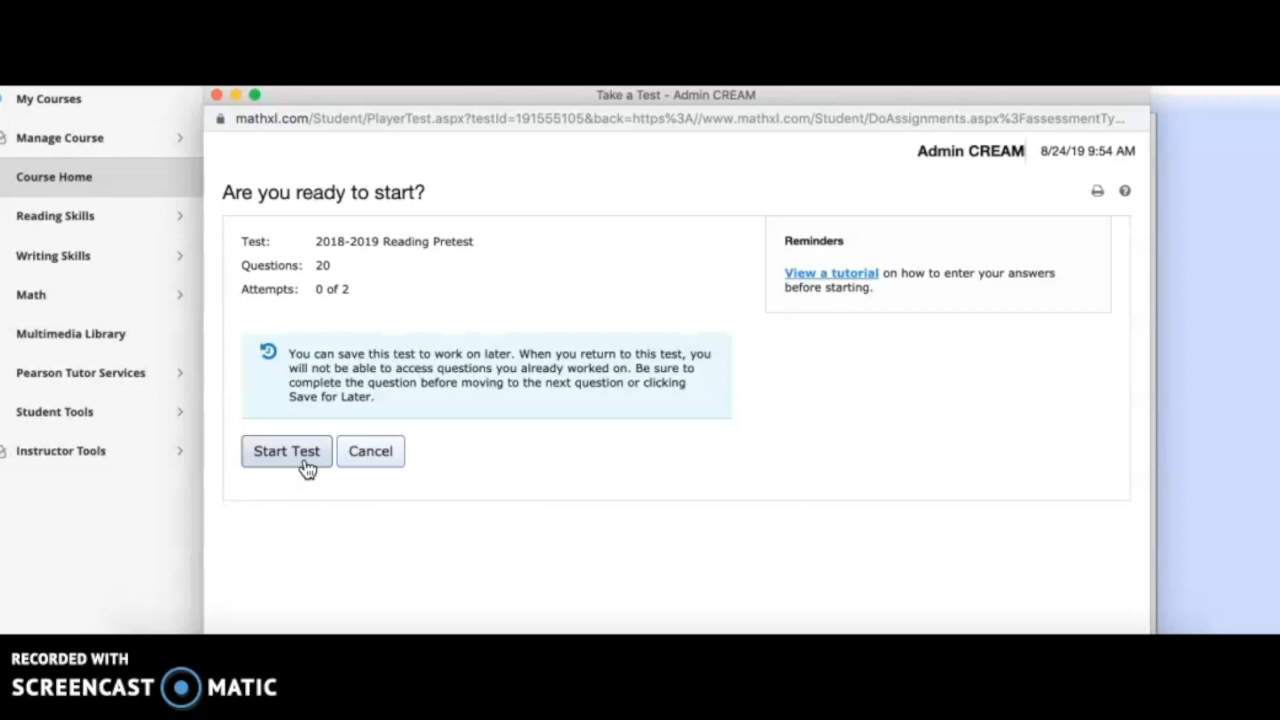 My Courses
Manage Course
Course Home
Reading Skills
Writing Skills
Math
Multimedia Library
Pearson Tutor Services
Student Tools
Instructor Tools
Take a Test - Admin CREAM
mathxl.com/Student/PlayerTest.aspx?testId=191555105&back=https%3A//www.mathxl.com/Student/DoAssignments.aspx%3FassessmentTy...
Admin CREAM 8/24/19 9:54 AM
Are you ready to start?
Test: 2018-2019 Reading Pretest
Questions: 20
Attempts: 0 of 2
Reminders
View a tutorial on how to enter your answers
before starting.
You can save this test to work on later. When you return to this test, you
will not be able to access questions you already worked on. Be sure to
complete the question before moving to the next question or clicking
Save for Later.
Start Test Cancel
RECORDED WITH
SCREENCAST MATIC